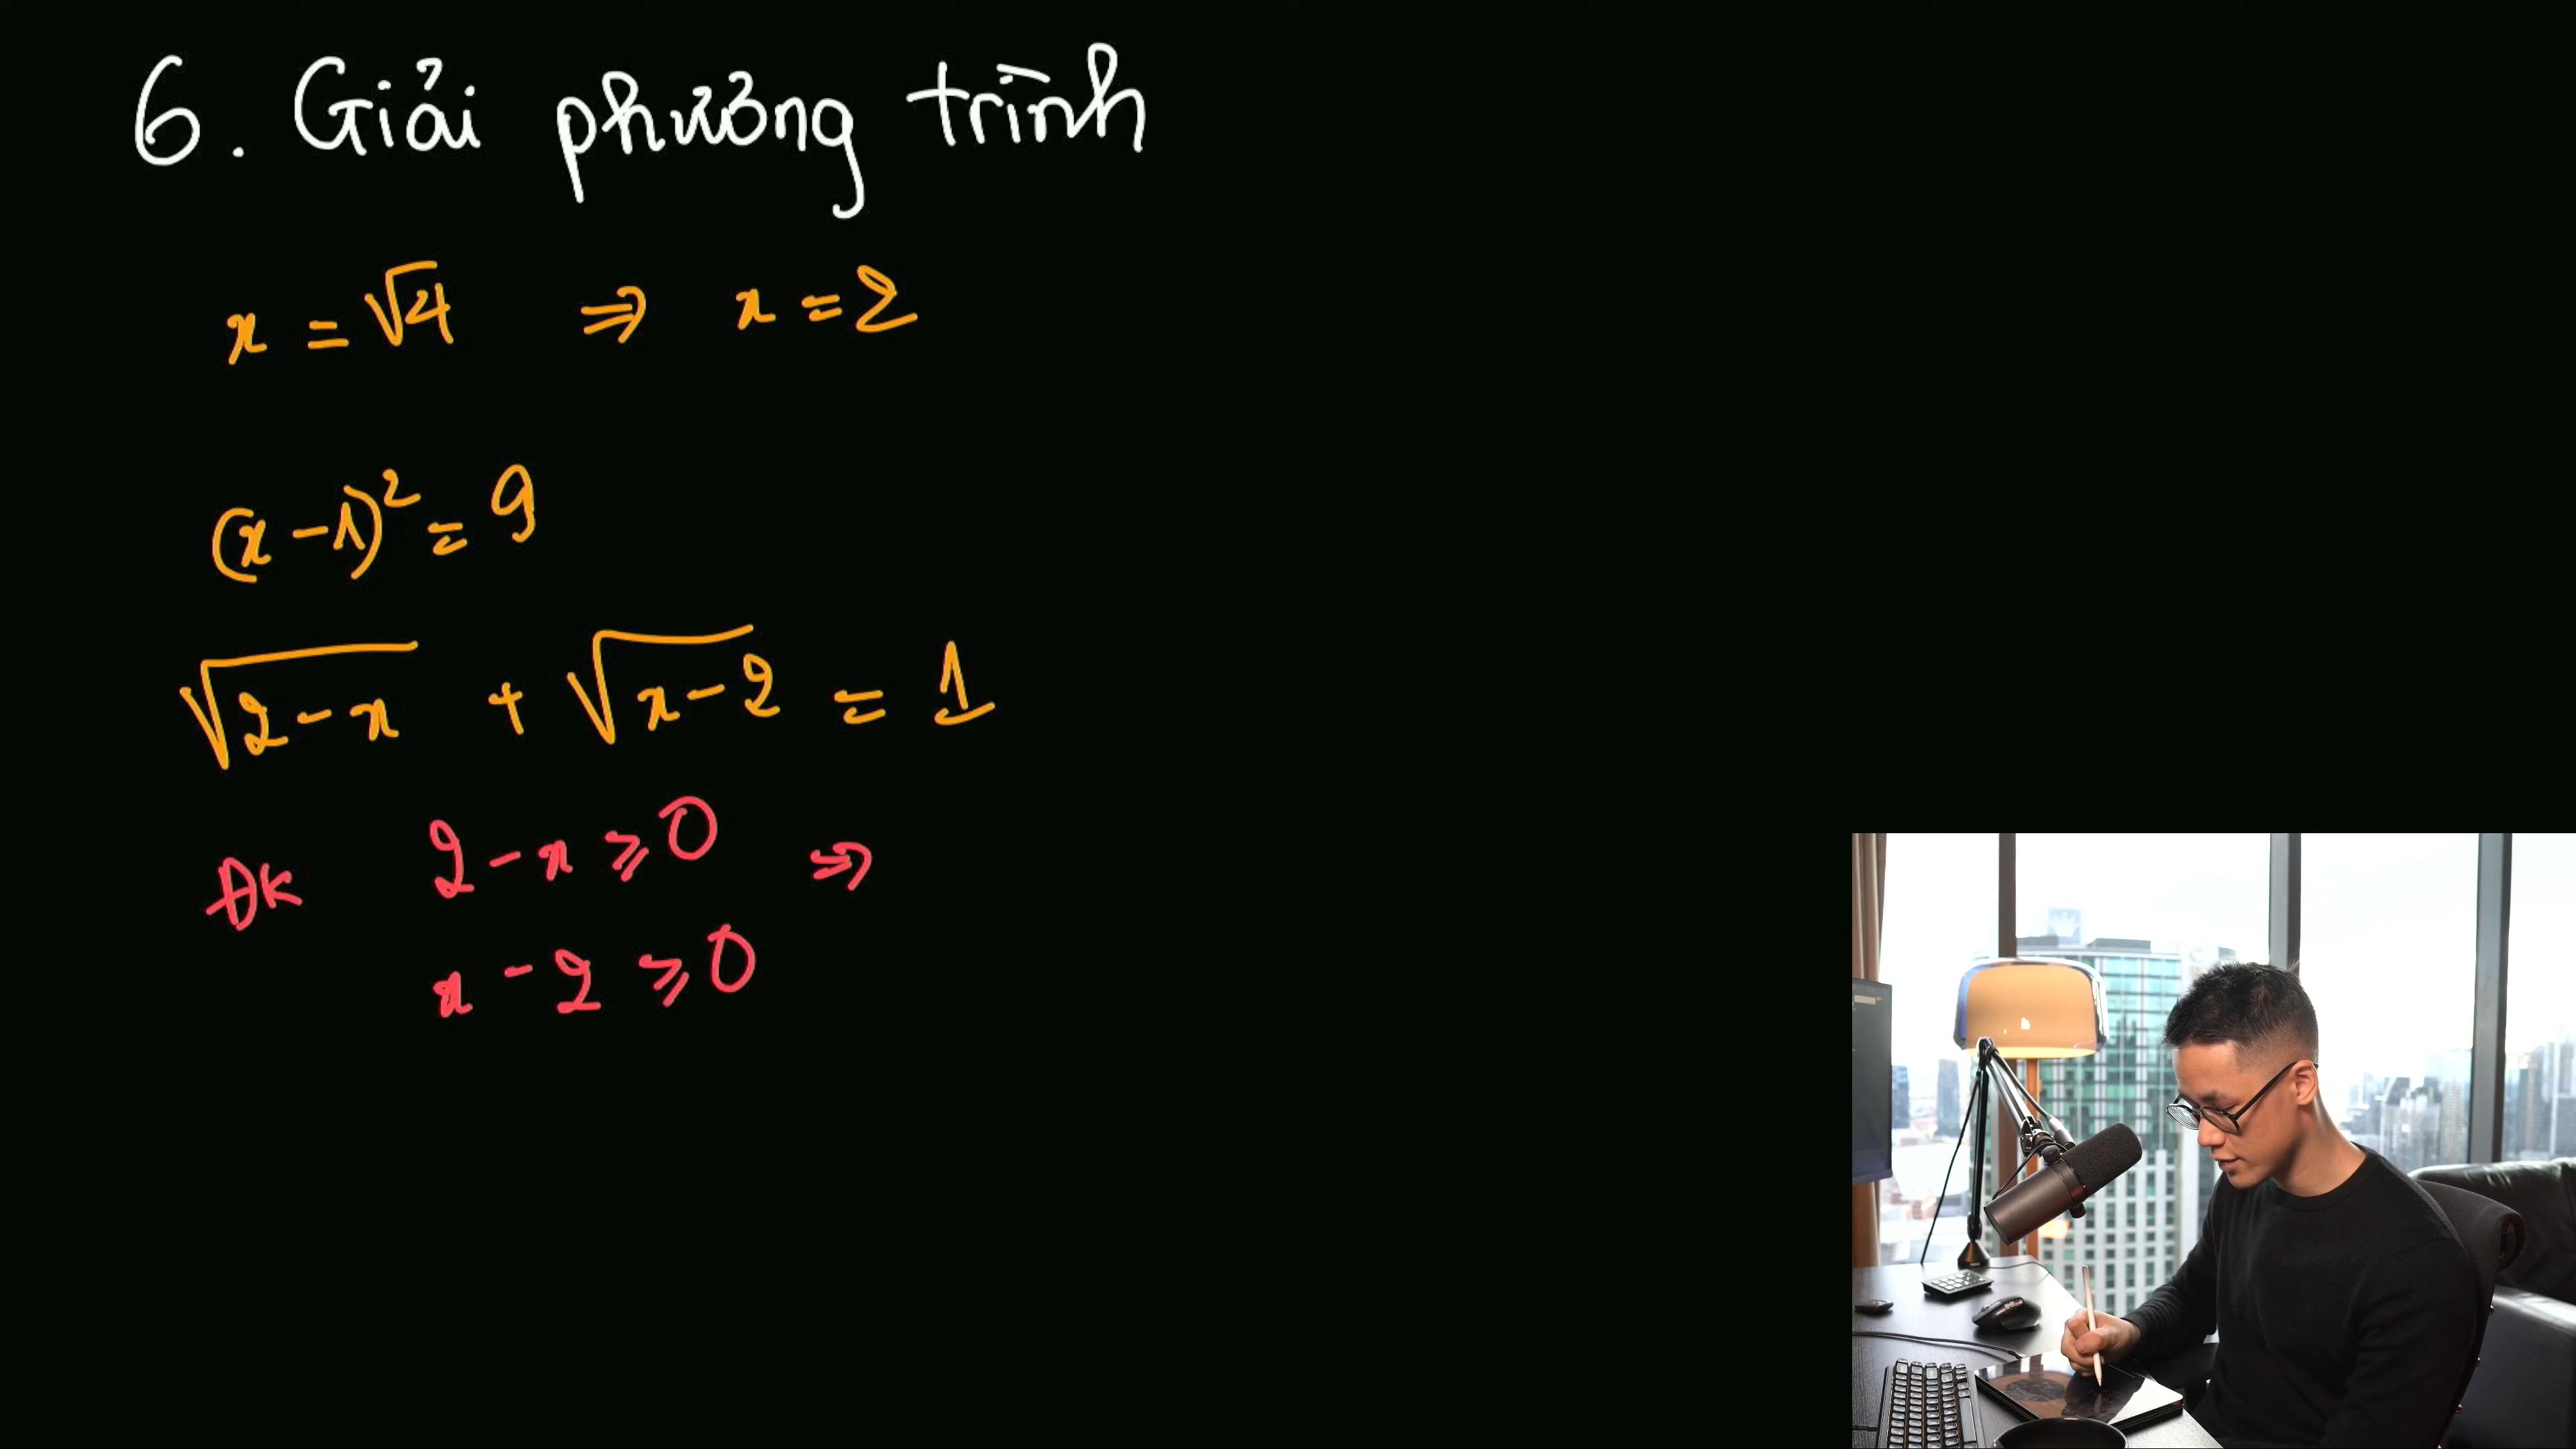 6. Giải phương trình
x = √4 ⇒ x = 2
(x - 1)² = 9
√(2 - x) + √(x - 2) = 1
ĐK 2 - x ≥ 0 ⇒
x - 2 ≥ 0